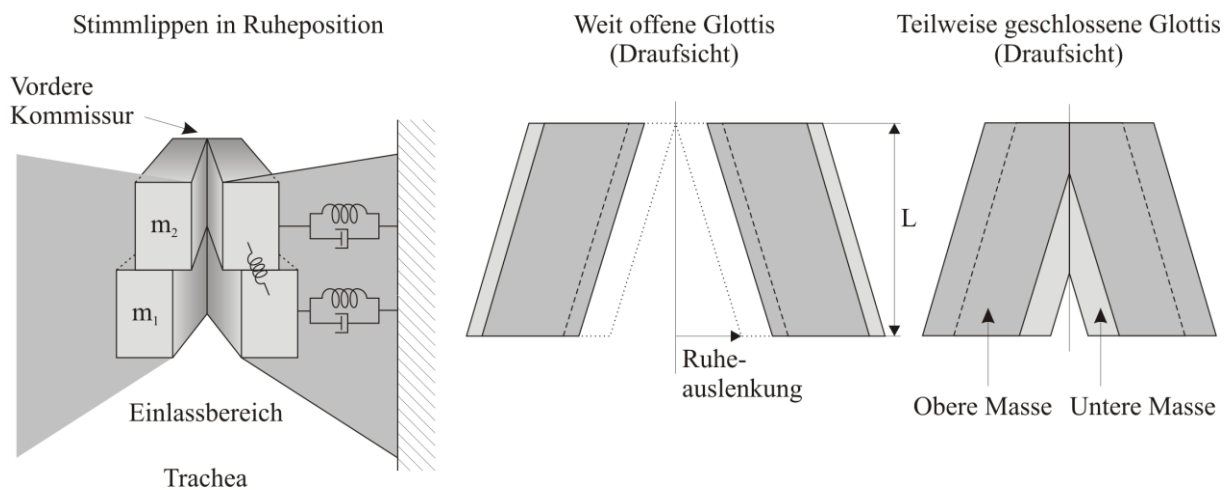 Stimmlippen in Ruheposition
Vordere
Kommissur
m₂
m₁
Einlassbereich
Trachea
Weit offene Glottis
(Draufsicht)
L
Ruhe-
auslenkung
Teilweise geschlossene Glottis
(Draufsicht)
Obere Masse
Untere Masse